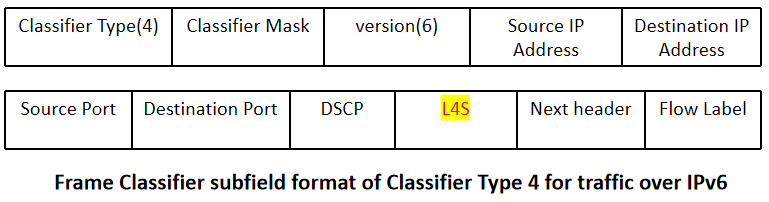 Classifier Type(4) Classifier Mask version(6) Source IP Destination IP
Address Address
Source Port Destination Port DSCP L4S Next header Flow Label
Frame Classifier subfield format of Classifier Type 4 for traffic over IPv6